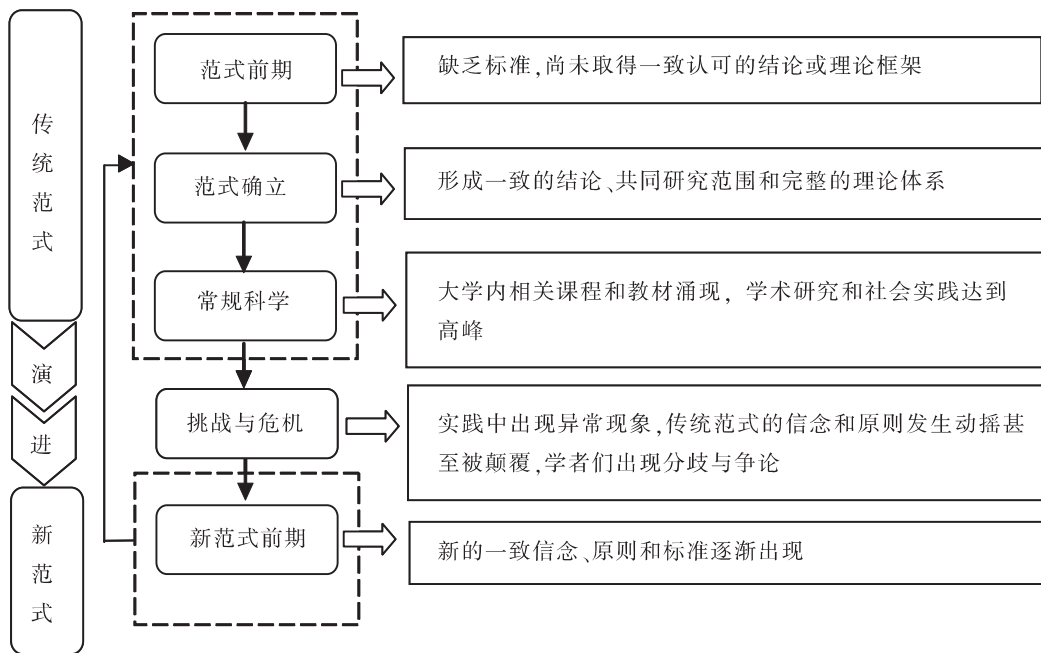 传统范式
演
进
新范式
范式前期
缺乏标准,尚未取得一致认可的结论或理论框架
范式确立
形成一致的结论、共同研究范围和完整的理论体系
常规科学
大学内相关课程和教材涌现,学术研究和社会实践达到
高峰
挑战与危机
实践中出现异常现象,传统范式的信念和原则发生动摇甚
至被颠覆,学者们出现分歧与争论
新范式前期
新的一致信念、原则和标准逐渐出现